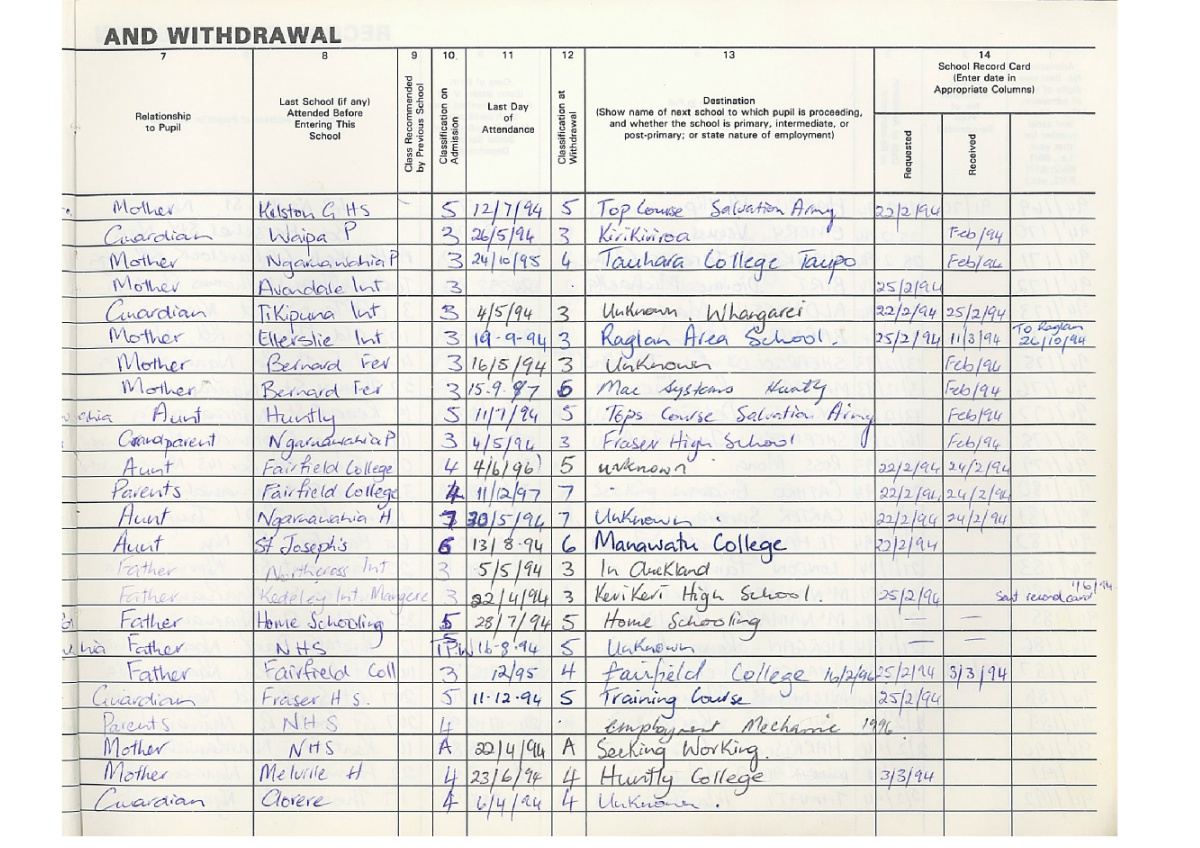 AND WITHDRAWAL
7 8 9 10 11 12 13 14
Relationship to Pupil
Last School (if any) Attended Before Entering This School
Class Recommended by Previous School
Classification on Admission
Last Day of Attendance
Classification at Withdrawal
Destination
(Show name of next school to which pupil is proceeding, and whether the school is primary, intermediate, or post-primary; or state nature of employment)
School Record Card
(Enter date in Appropriate Columns)
Requested
Received
Mother Kelston G HS 5 12/7/94 5 Top Course Salvation Army 22/2/94
Guardian Waipa P 3 26/5/94 3 Kirikiriroa Feb/94
Mother Ngaruawahia P 3 24/10/95 4 Tauhara College Taupo Feb/94
Mother Avondale Int 3 25/2/94
Guardian Tikipuna Int 3 4/5/94 3 Unknown. Whangarei 22/2/94 25/2/94
Mother Ellerslie Int 3 19-9-94 3 Raglan Area School. 25/2/94 11/3/94 To Raglan 26/10/94
Mother Bernard Fer 3 16/5/94 3 Unknown Feb/94
Mother Bernard Fer 3 15.9.97 6 Mac Systems Huntly Feb/94
Aunt Huntly 5 11/7/94 5 Tops Course Salvation Army Feb/94
Grandparent Ngaruawahia P 3 4/5/94 3 Fraser High School Feb/94
Aunt Fairfield College 4 4/6/96 5 unknown 22/2/94 24/2/94
Parents Fairfield College 4 11/12/97 7 22/2/94 24/2/94
Aunt Ngaruawahia H 7 30/5/94 7 Unknown 22/2/94 24/2/94
Aunt St Joseph's 6 13/8.94 6 Manawatu College 22/2/94
Father Northcross Int 3 5/5/94 3 In Auckland
Father Int. Mangere 3 22/4/94 3 KeriKeri High School. 25/2/94 Sent record card
Father Home Schooling 5 28/7/94 5 Home Schooling — —
Father NHS 5 16-8-94 5 Unknown — —
Father Fairfield Coll 3 12/95 4 Fairfield College 25/2/94 3/3/94
Guardian Fraser H S. 5 11-12-94 5 Training Course 25/2/94
Parents NHS 4 employment Mechanic 1996
Mother NHS A 22/4/94 A Seeking Working.
Mother Melville H 4 23/6/94 4 Huntly College 3/3/94
Guardian 4 6/4/94 4 Unknown.